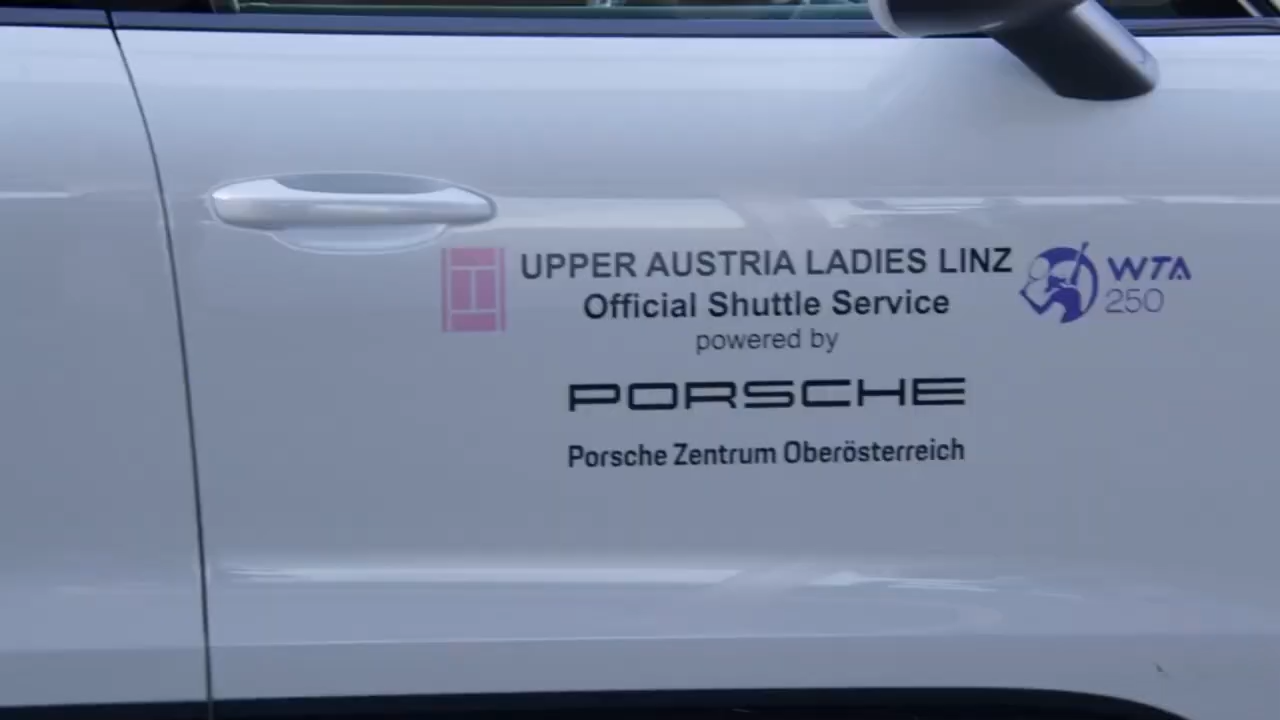 UPPER AUSTRIA LADIES LINZ
Official Shuttle Service
powered by
PORSCHE
Porsche Zentrum Oberösterreich
WTA
250